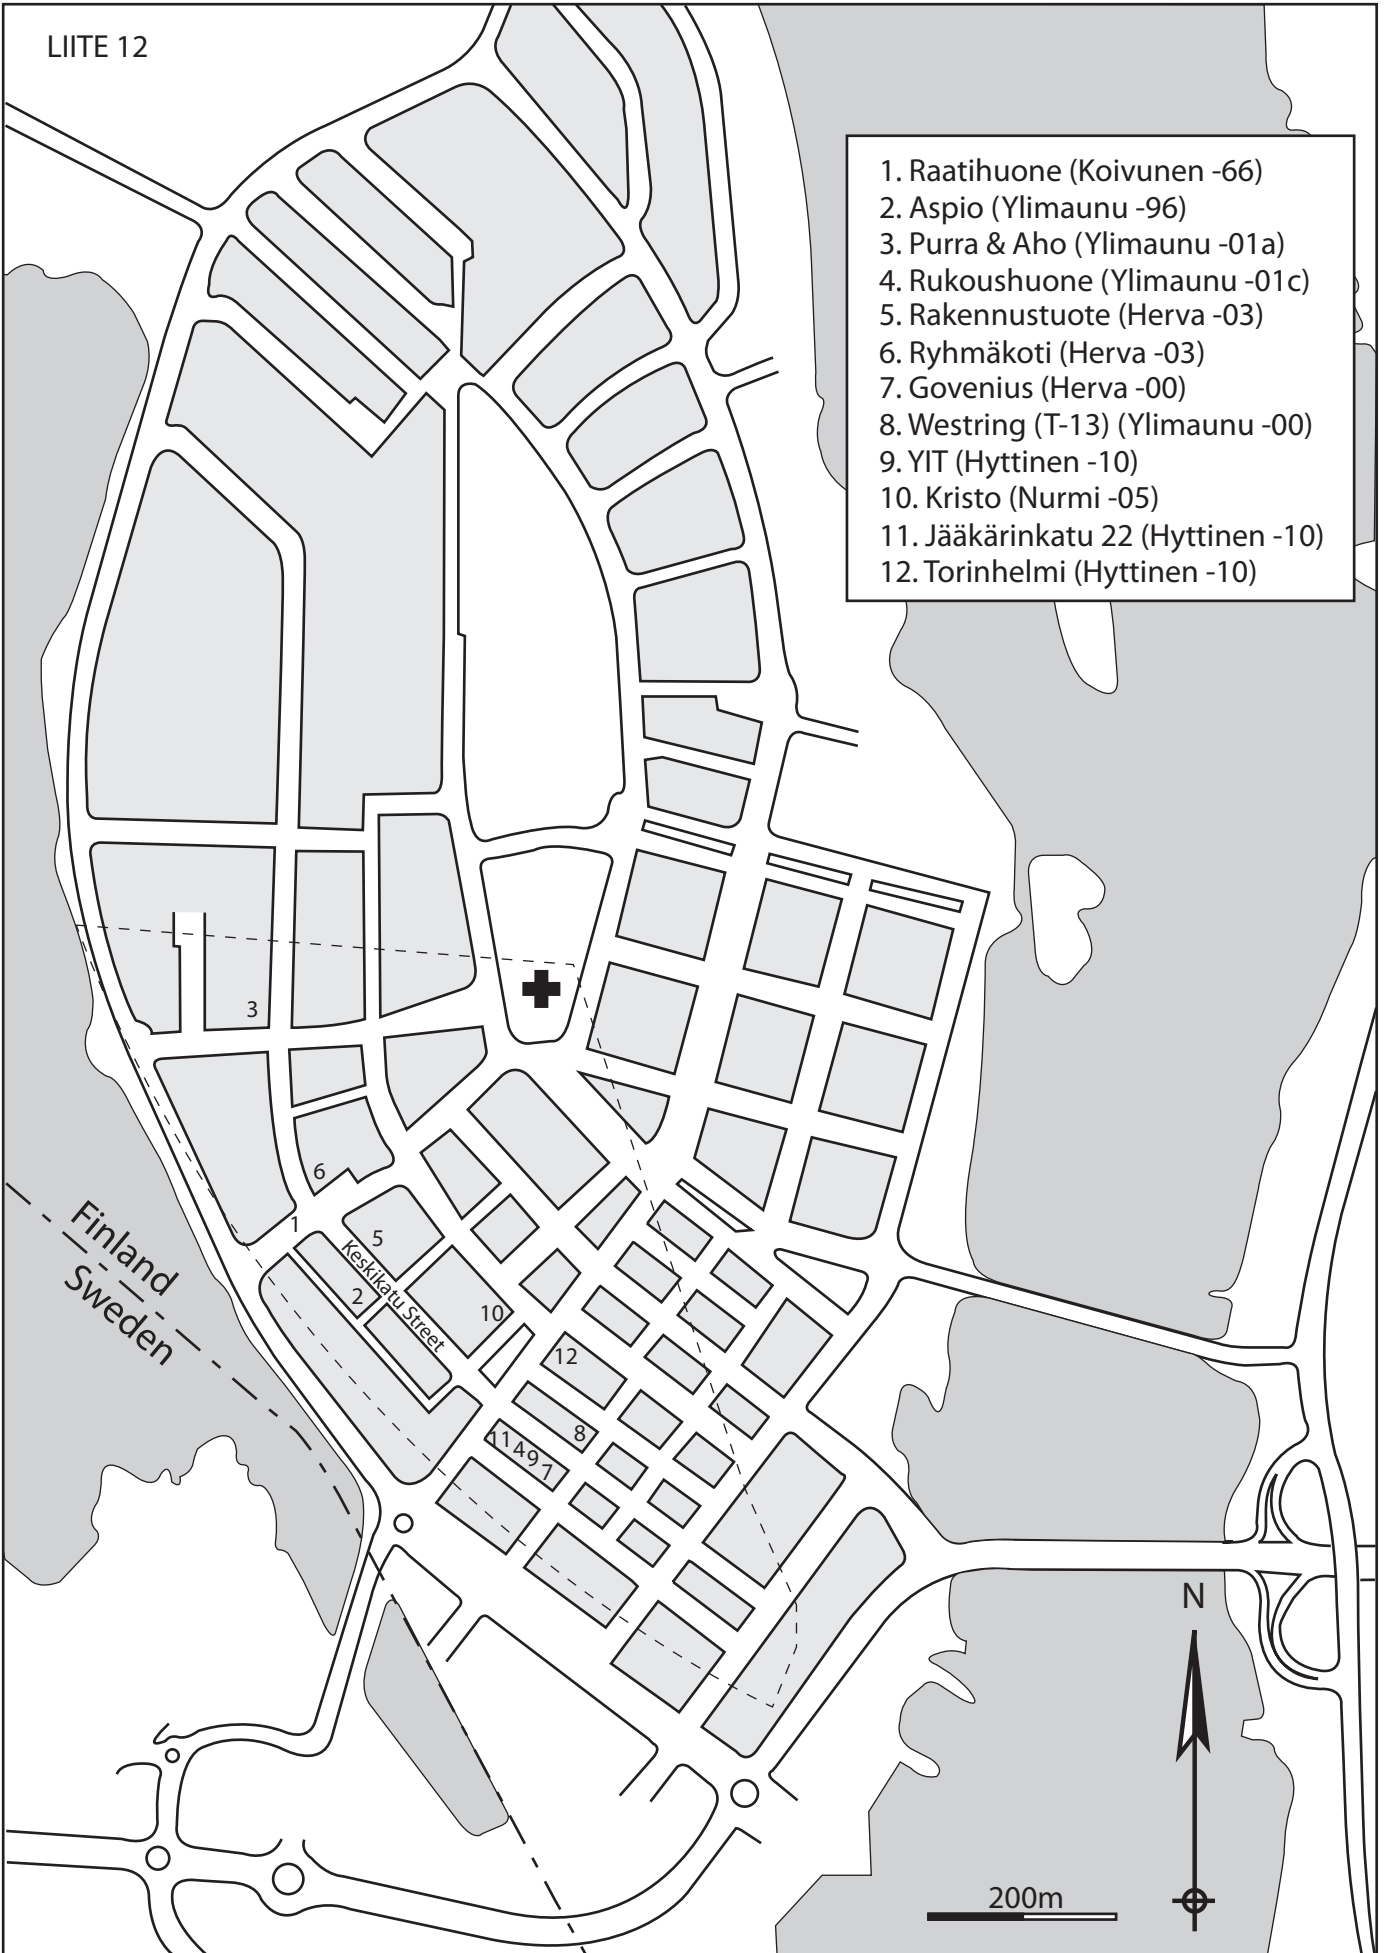 LIITE 12
1. Raatihuone (Koivunen -66)
2. Aspio (Ylimaunu -96)
3. Purra & Aho (Ylimaunu -01a)
4. Rukoushuone (Ylimaunu -01c)
5. Rakennustuote (Herva -03)
6. Ryhmäkoti (Herva -03)
7. Govenius (Herva -00)
8. Westring (T-13) (Ylimaunu -00)
9. YIT (Hyttinen -10)
10. Kristo (Nurmi -05)
11. Jääkärinkatu 22 (Hyttinen -10)
12. Torinhelmi (Hyttinen -10)
3
6
1
5
Keskikatu Street
2
10
12
8
11 4 9 7
Finland
Sweden
N
200m